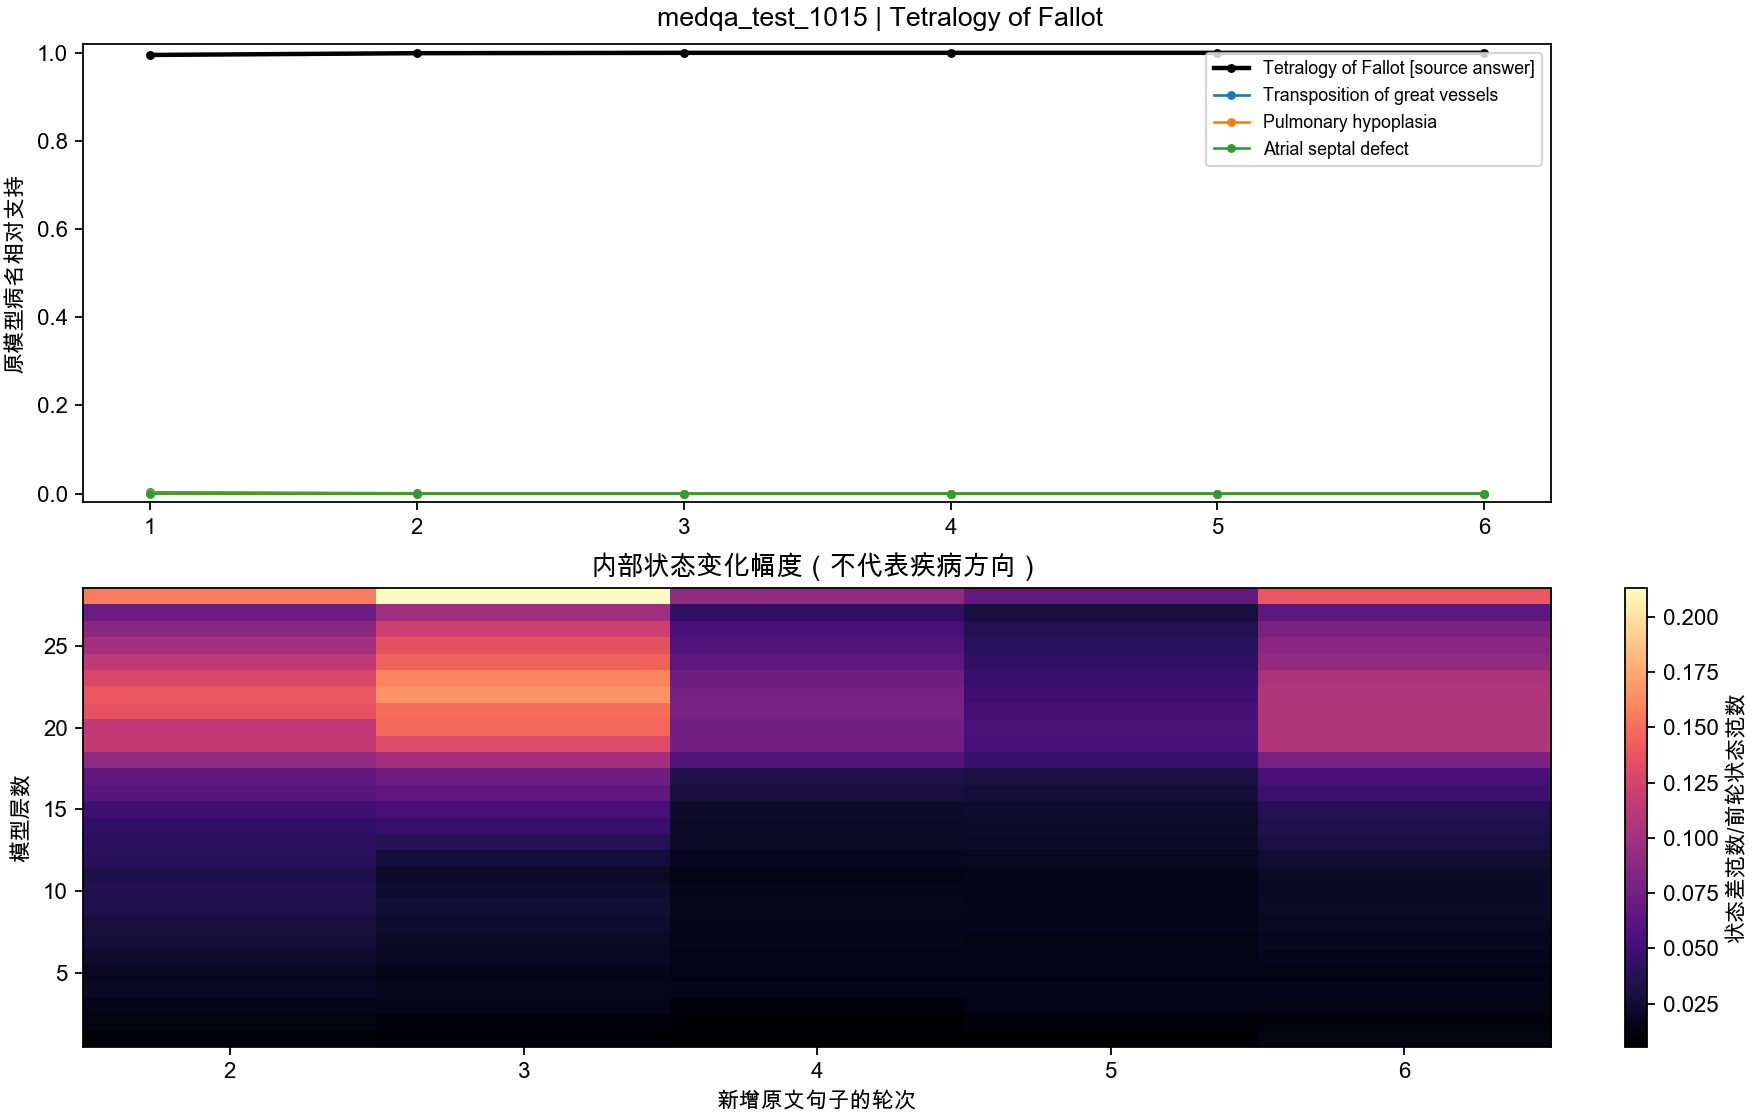 medqa_test_1015 | Tetralogy of Fallot
原模型病名相对支持
1.0
0.8
0.6
0.4
0.2
0.0
Tetralogy of Fallot [source answer]
Transposition of great vessels
Pulmonary hypoplasia
Atrial septal defect
1 2 3 4 5 6
内部状态变化幅度（不代表疾病方向）
模型层数
25
20
15
10
5
2 3 4 5 6
新增原文句子的轮次
0.200
0.175
0.150
0.125
0.100
0.075
0.050
0.025
状态差范数/前轮状态范数